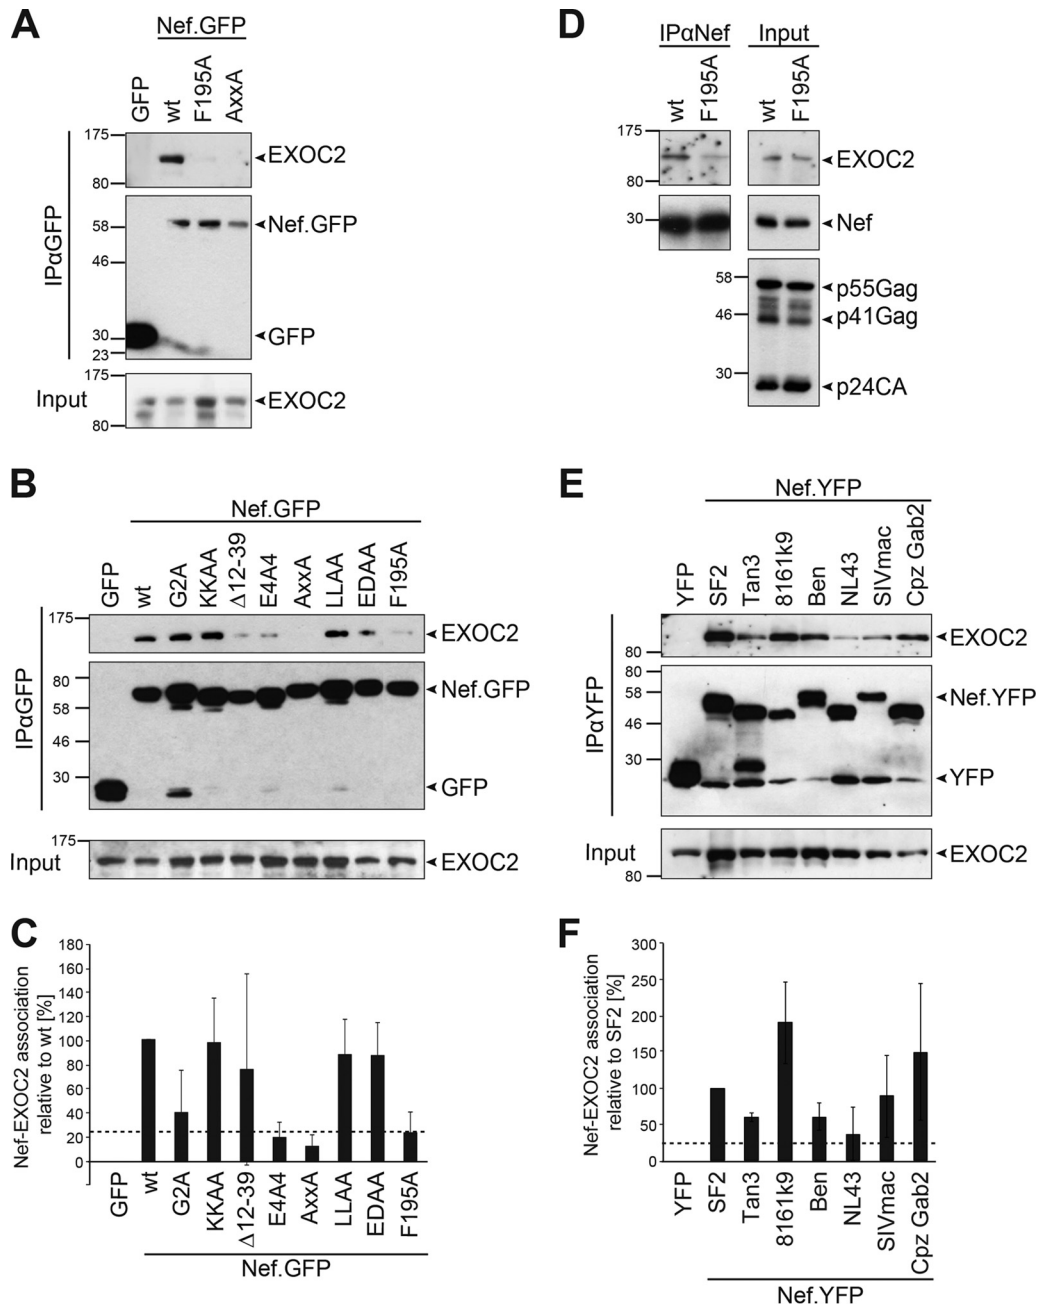 A
Nef.GFP
GFP
wt
F195A
AxxA
IPαGFP
175
80
EXOC2
58
46
30
23
Nef.GFP
GFP
Input
175
80
EXOC2
D
IPαNef
Input
wt
F195A
wt
F195A
175
80
EXOC2
30
Nef
58
46
30
p55Gag
p41Gag
p24CA
B
Nef.GFP
GFP
wt
G2A
KKAA
Δ12-39
E4A4
AxxA
LLAA
EDAA
F195A
IPαGFP
175
EXOC2
80
58
46
30
Nef.GFP
GFP
Input
175
EXOC2
E
Nef.YFP
YFP
SF2
Tan3
8161k9
Ben
NL43
SIVmac
Cpz Gab2
IPαYFP
80
EXOC2
80
58
46
30
Nef.YFP
YFP
Input
80
EXOC2
C
Nef-EXOC2 association
relative to wt [%]
180
160
140
120
100
80
60
40
20
0
GFP
wt
G2A
KKAA
Δ12-39
E4A4
AxxA
LLAA
EDAA
F195A
Nef.GFP
F
Nef-EXOC2 association
relative to SF2 [%]
300
250
200
150
100
50
0
YFP
SF2
Tan3
8161k9
Ben
NL43
SIVmac
Cpz Gab2
Nef.YFP